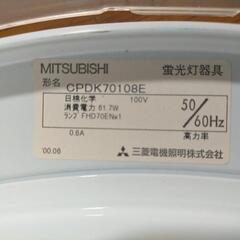 MITSUBISHI 蛍光灯器具
形名
CPDK70108E
日検化学 100V
消費電力 61.7W
ランプ FHD70ENx1
0.6A
50/60Hz
高力率
'00.06
三菱電機照明株式会社